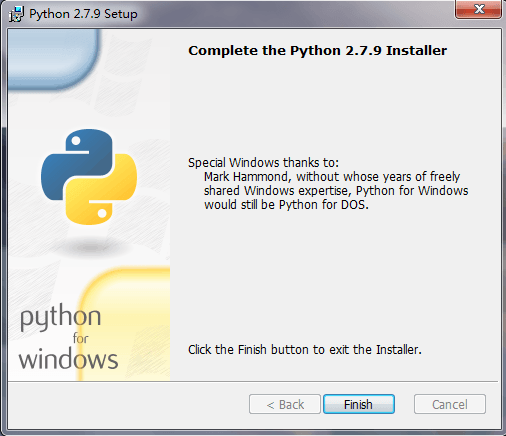 Python 2.7.9 Setup
Complete the Python 2.7.9 Installer
Special Windows thanks to:
Mark Hammond, without whose years of freely
shared Windows expertise, Python for Windows
would still be Python for DOS.
python
for
windows
Click the Finish button to exit the Installer.
< Back
Finish
Cancel